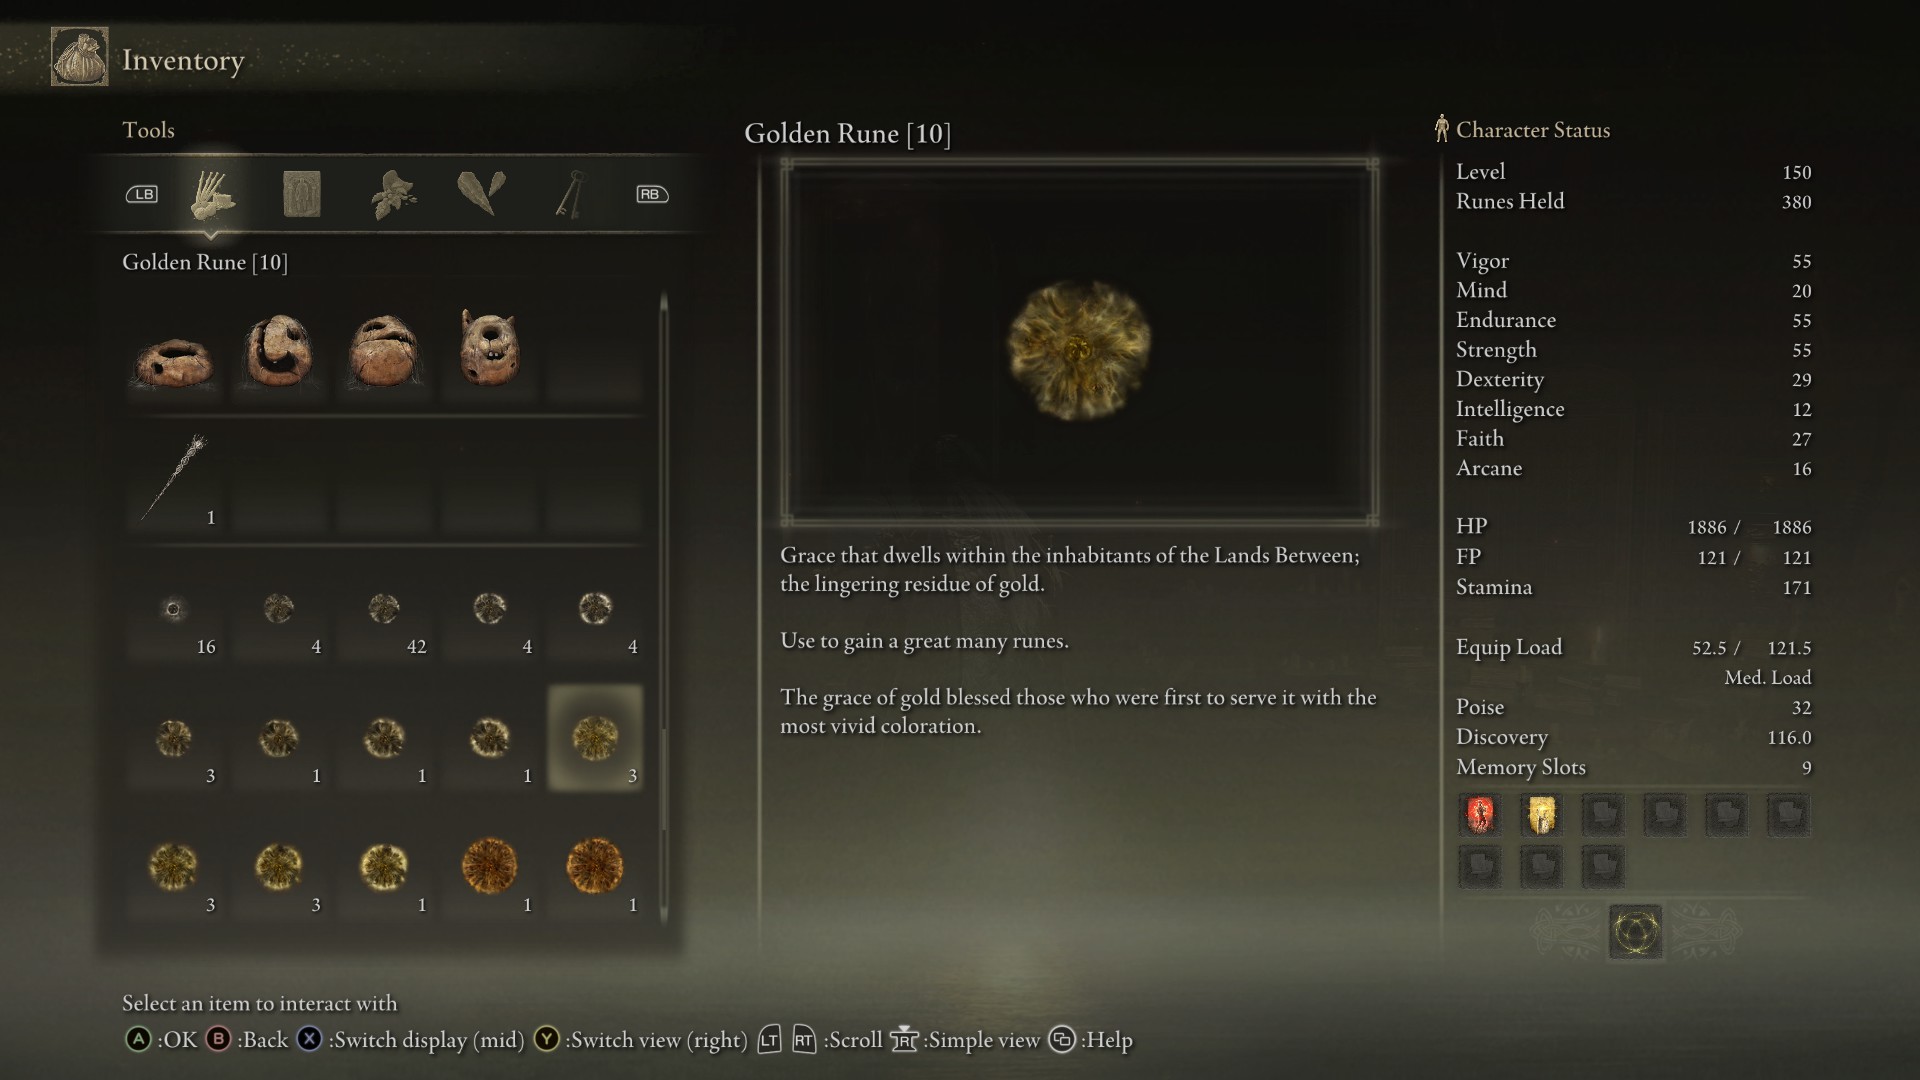 Inventory
Tools
LB
RB
Golden Rune [10]
1
16 4 42 4 4
3 1 1 1 3
3 3 1 1 1
Golden Rune [10]
Grace that dwells within the inhabitants of the Lands Between;
the lingering residue of gold.
Use to gain a great many runes.
The grace of gold blessed those who were first to serve it with the
most vivid coloration.
Character Status
Level 150
Runes Held 380
Vigor 55
Mind 20
Endurance 55
Strength 55
Dexterity 29
Intelligence 12
Faith 27
Arcane 16
HP 1886 / 1886
FP 121 / 121
Stamina 171
Equip Load 52.5 / 121.5
Med. Load
Poise 32
Discovery 116.0
Memory Slots 9
Select an item to interact with
A :OK B :Back X :Switch display (mid) Y :Switch view (right) LT RT :Scroll R :Simple view :Help